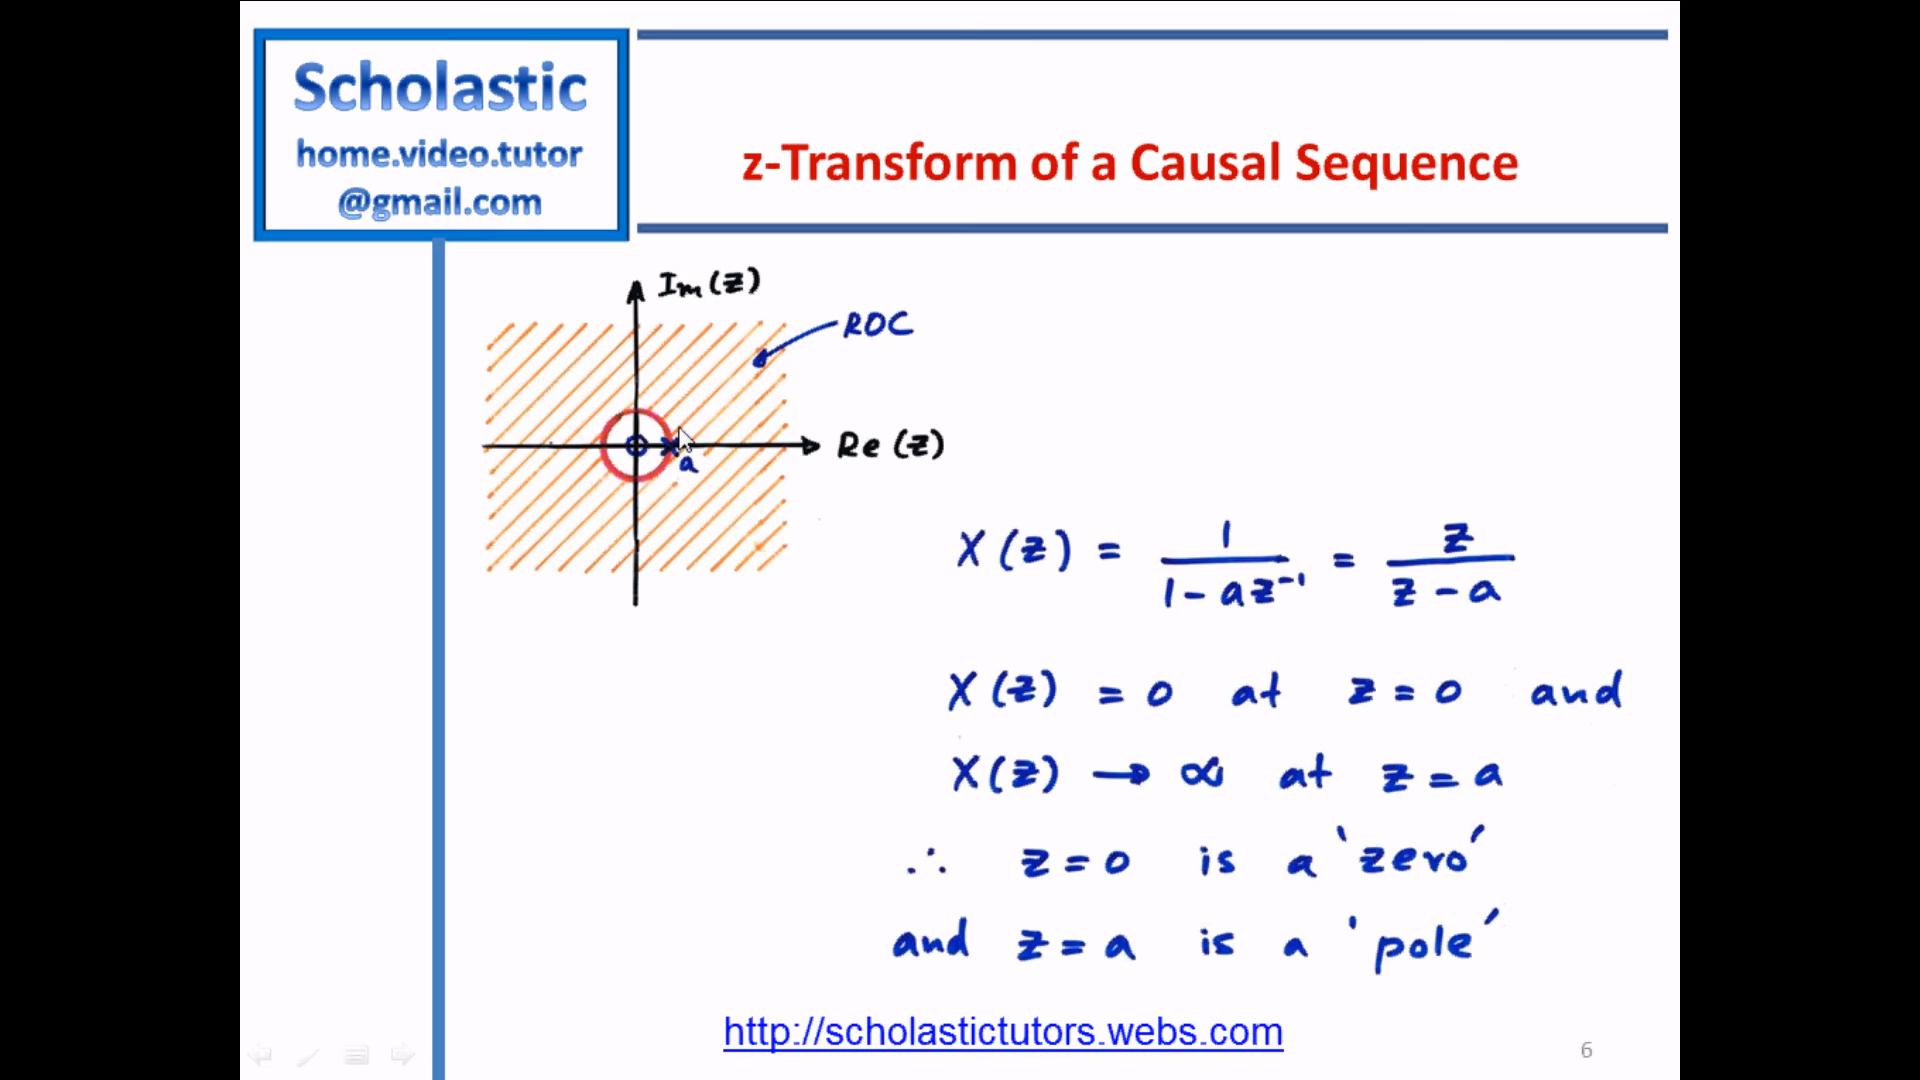 Scholastic
home.video.tutor
@gmail.com
z-Transform of a Causal Sequence
Im(z)
ROC
Re(z)
a
X(z) = 1/(1-az⁻¹) = z/(z-a)
X(z) = 0 at z = 0 and
X(z) → ∞ at z = a
∴ z = 0 is a 'zero'
and z = a is a 'pole'
http://scholastictutors.webs.com
6